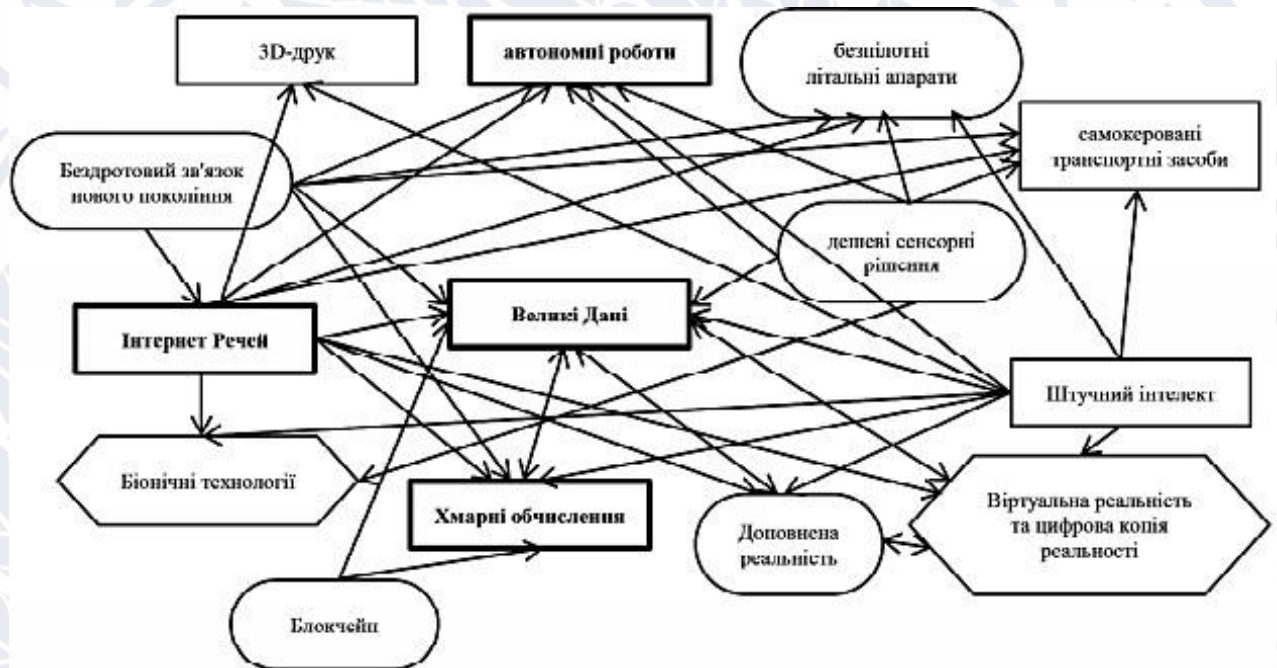 3D-друк
автономні роботи
безпілотні
літальні апарати
самокеровані
транспортні засоби
Бездротовий зв'язок
нового покоління
дешеві сенсорні
рішення
Інтернет Речей
Великі Дані
Штучний інтелект
Біонічні технології
Хмарні обчислення
Доповнена
реальність
Віртуальна реальність
та цифрова копія
реальності
Блокчейн